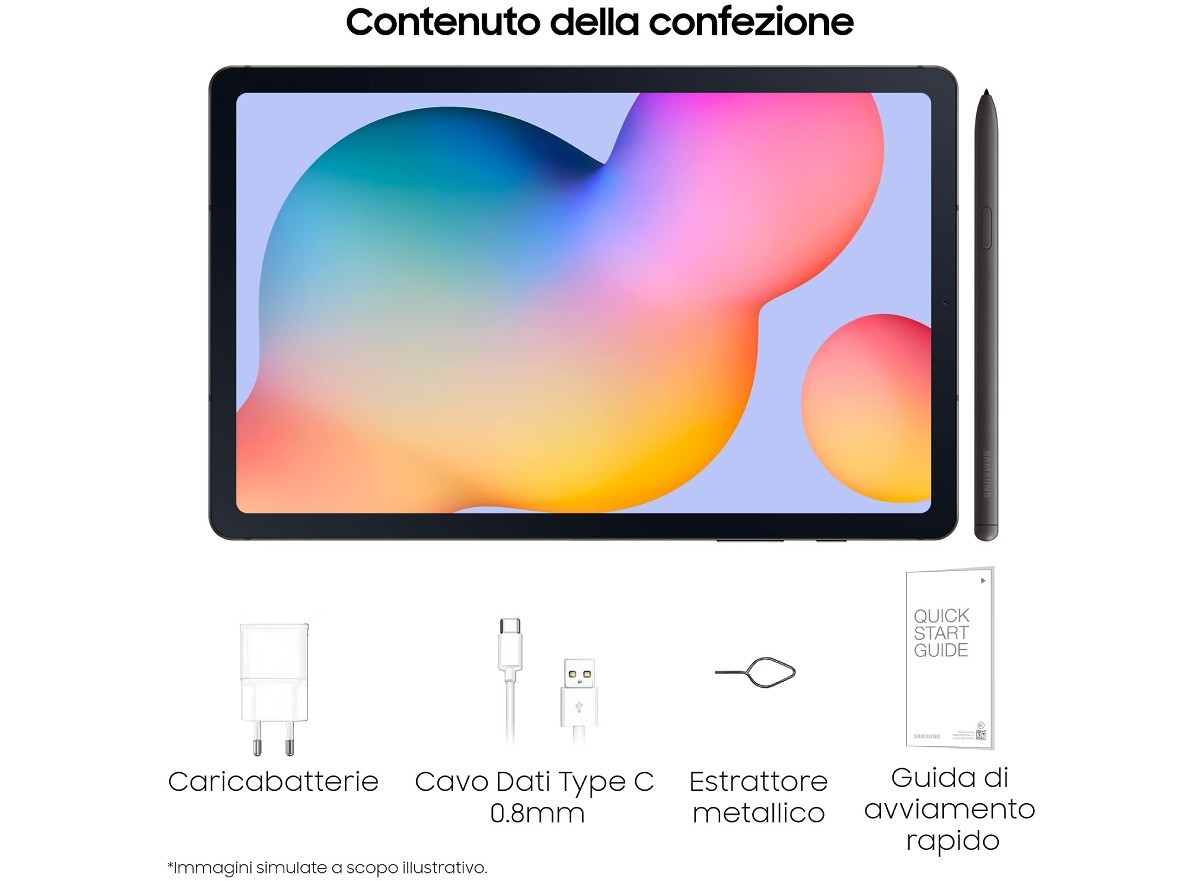 Contenuto della confezione
SAMSUNG
QUICK
START
GUIDE
SAMSUNG
Caricabatterie
Cavo Dati Type C
0.8mm
Estrattore
metallico
Guida di
avviamento
rapido
*Immagini simulate a scopo illustrativo.